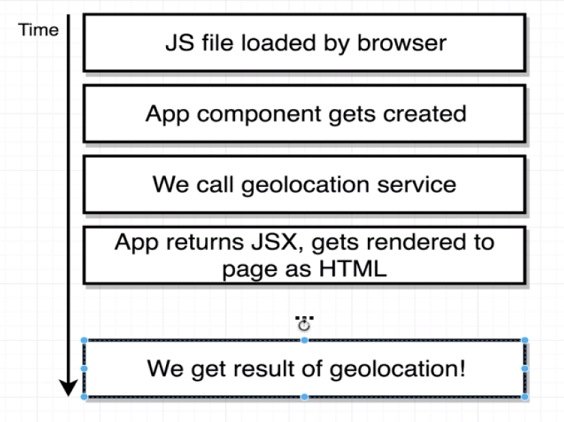 Time
JS file loaded by browser
App component gets created
We call geolocation service
App returns JSX, gets rendered to
page as HTML
...
We get result of geolocation!